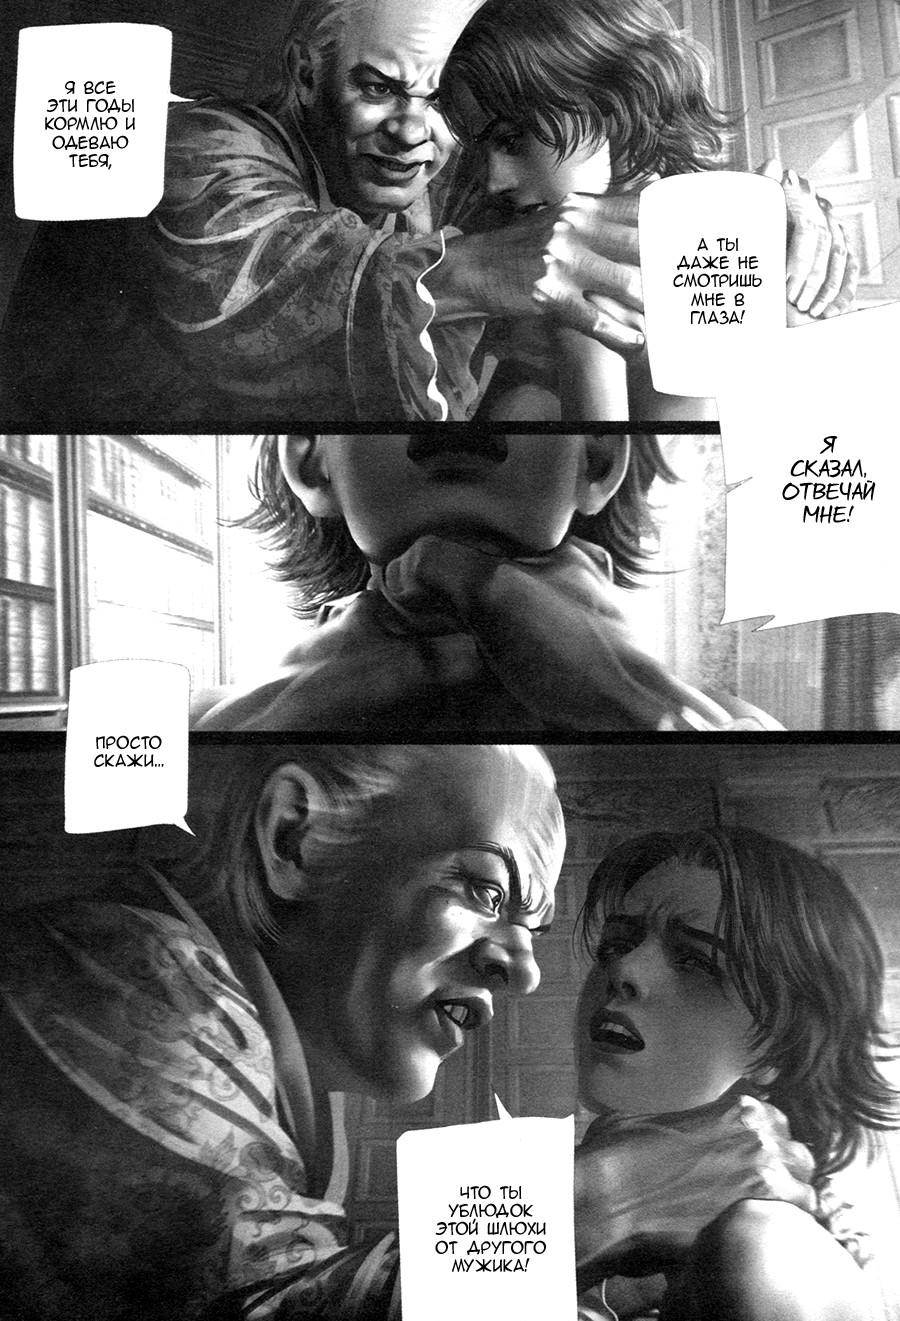 Я ВСЕ
ЭТИ ГОДЫ
КОРМЛЮ И
ОДЕВАЮ
ТЕБЯ,
А ТЫ
ДАЖЕ НЕ
СМОТРИШЬ
МНЕ В
ГЛАЗА!
Я
СКАЗАЛ,
ОТВЕЧАЙ
МНЕ!
ПРОСТО
СКАЖИ...
ЧТО ТЫ
УБЛЮДОК
ЭТОЙ ШЛЮХИ
ОТ ДРУГОГО
МУЖИКА!